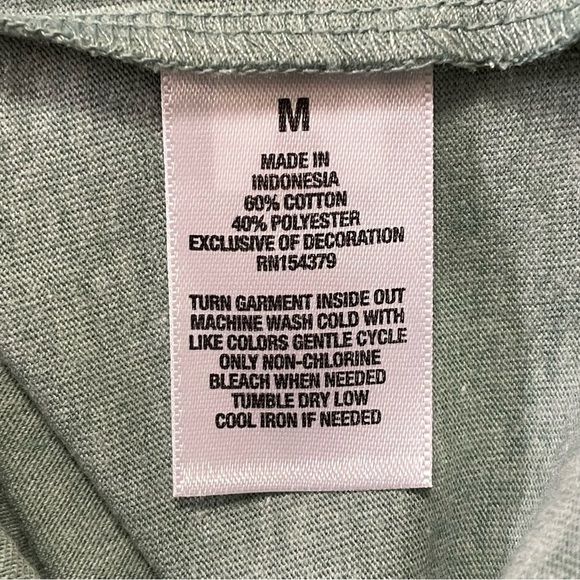 M
MADE IN
INDONESIA
60% COTTON
40% POLYESTER
EXCLUSIVE OF DECORATION
RN154379
TURN GARMENT INSIDE OUT
MACHINE WASH COLD WITH
LIKE COLORS GENTLE CYCLE
ONLY NON-CHLORINE
BLEACH WHEN NEEDED
TUMBLE DRY LOW
COOL IRON IF NEEDED